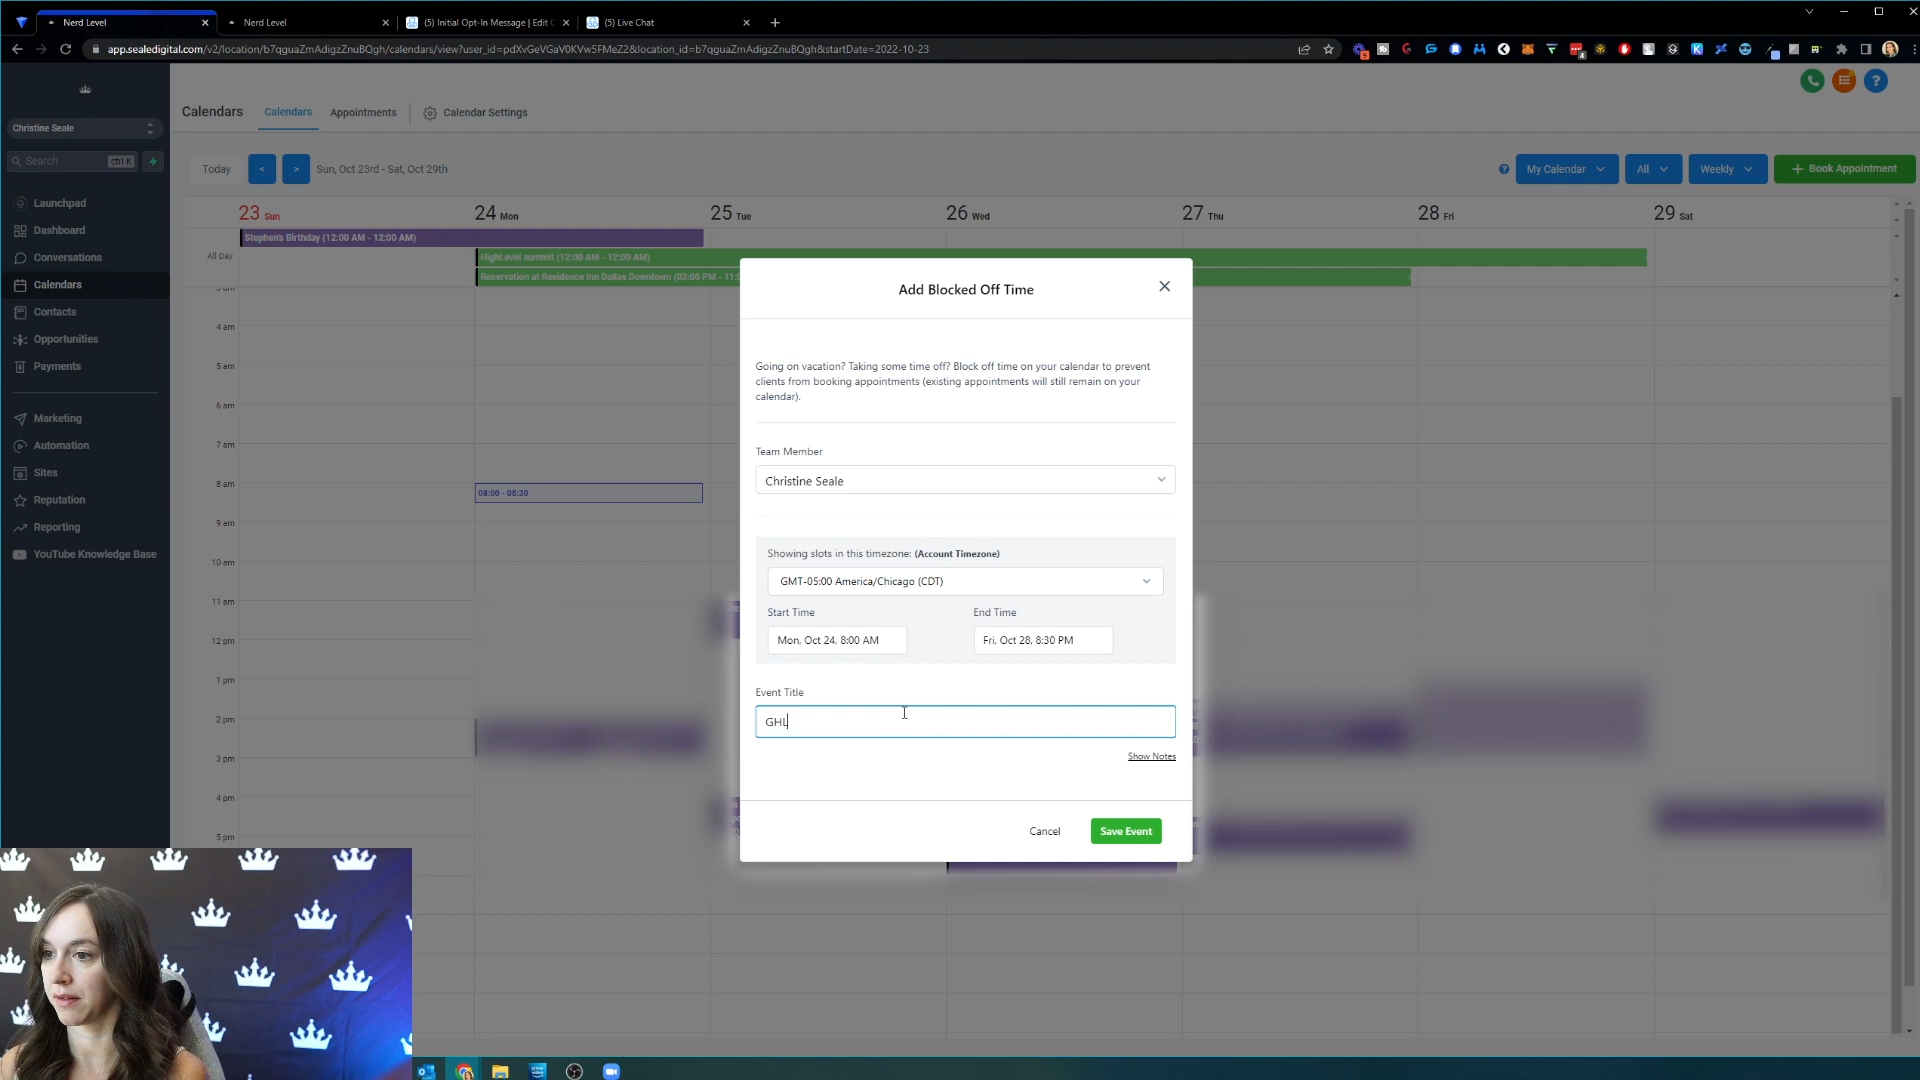 Nerd Level
Nerd Level
(5) Initial Opt-In Message | Edit C
(5) Live Chat
app.sealedigital.com/v2/location/b7qguaZmAdigzZnuBQgh/calendars/view?user_id=pdXvGeVGaV0KVw5FMeZ2&location_id=b7qguaZmAdigzZnuBQgh&startDate=2022-10-23
Christine Seale
Search
ctrl K
Launchpad
Dashboard
Conversations
Calendars
Contacts
Opportunities
Payments
Marketing
Automation
Sites
Reputation
Reporting
YouTube Knowledge Base
Calendars
Calendars
Appointments
Calendar Settings
Today
<
>
Sun, Oct 23rd - Sat, Oct 29th
?
My Calendar
All
Weekly
+ Book Appointment
23 Sun
24 Mon
25 Tue
26 Wed
27 Thu
28 Fri
29 Sat
All Day
Stephen's Birthday (12:00 AM - 12:00 AM)
HighLevel summit (12:00 AM - 12:00 AM)
Reservation at Residence Inn Dallas Downtown (03:00 PM - 11:
4 am
5 am
6 am
7 am
8 am
08:00 - 08:30
9 am
10 am
11 am
12 pm
1 pm
2 pm
3 pm
4 pm
5 pm
Add Blocked Off Time
Going on vacation? Taking some time off? Block off time on your calendar to prevent
clients from booking appointments (existing appointments will still remain on your
calendar).
Team Member
Christine Seale
Showing slots in this timezone: (Account Timezone)
GMT-05:00 America/Chicago (CDT)
Start Time
End Time
Mon, Oct 24, 8:00 AM
Fri, Oct 28, 8:30 PM
Event Title
GHL
Show Notes
Cancel
Save Event